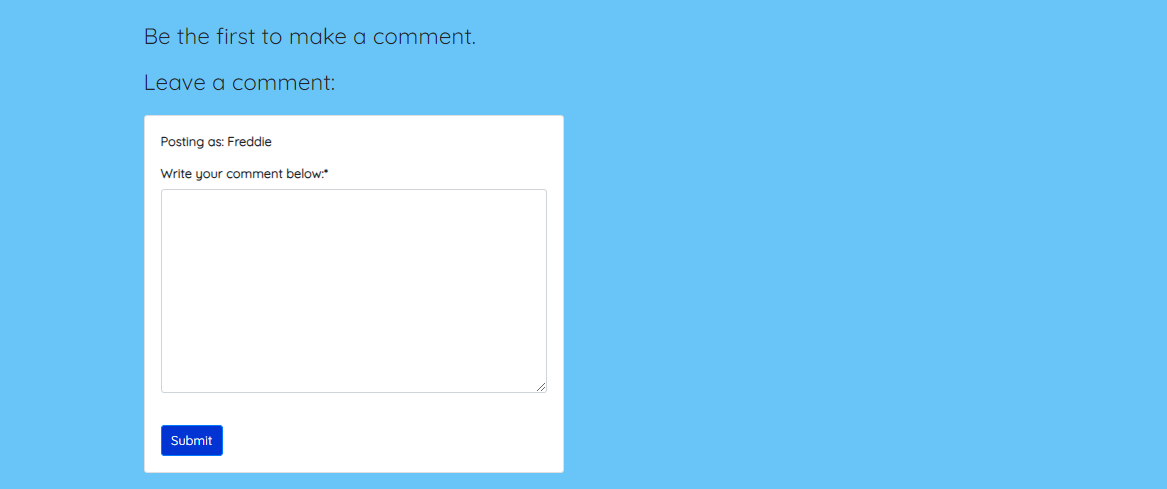 Be the first to make a comment.
Leave a comment:
Posting as: Freddie
Write your comment below:*
Submit